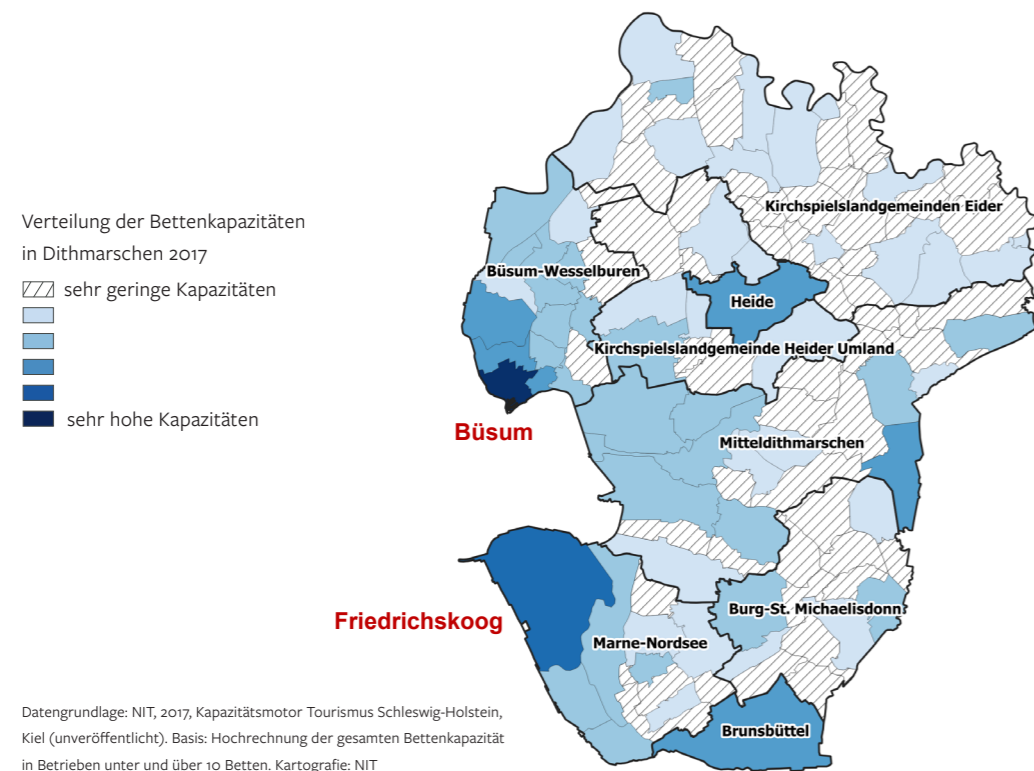 Verteilung der Bettenkapazitäten
in Dithmarschen 2017
sehr geringe Kapazitäten
sehr hohe Kapazitäten
Kirchspielslandgemeinden Eider
Büsum-Wesselburen
Heide
Kirchspielslandgemeinde Heider Umland
Büsum
Mitteldithmarschen
Friedrichskoog
Burg-St. Michaelisdonn
Marne-Nordsee
Brunsbüttel
Datengrundlage: NIT, 2017, Kapazitätsmotor Tourismus Schleswig-Holstein,
Kiel (unveröffentlicht). Basis: Hochrechnung der gesamten Bettenkapazität
in Betrieben unter und über 10 Betten. Kartografie: NIT